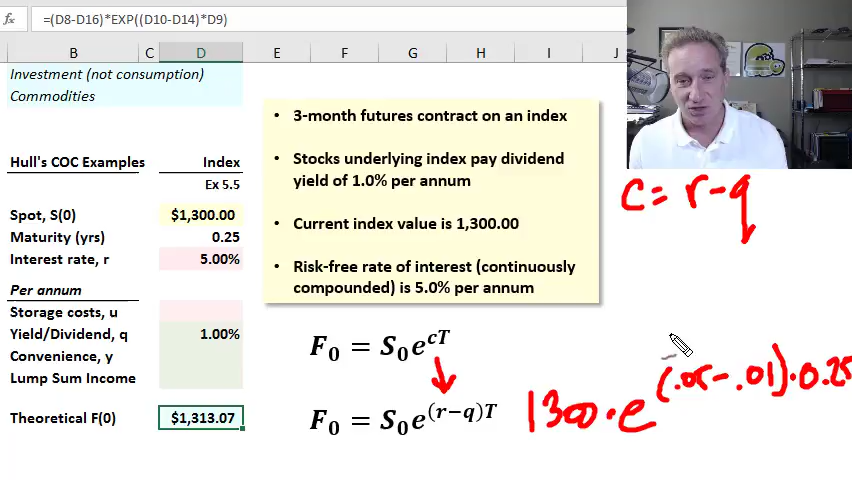 fx =(D8-D16)*EXP((D10-D14)*D9)
B C D E F G H I J
Investment (not consumption)
Commodities
Hull's COC Examples Index
Ex 5.5
Spot, S(0) $1,300.00
Maturity (yrs) 0.25
Interest rate, r 5.00%
Per annum
Storage costs, u
Yield/Dividend, q 1.00%
Convenience, y
Lump Sum Income
Theoretical F(0) $1,313.07
• 3-month futures contract on an index
• Stocks underlying index pay dividend
yield of 1.0% per annum
• Current index value is 1,300.00
• Risk-free rate of interest (continuously
compounded) is 5.0% per annum
F₀ = S₀e^(cT)
F₀ = S₀e^((r−q)T)
c = r-q
1300·e^((.05-.01)·0.25